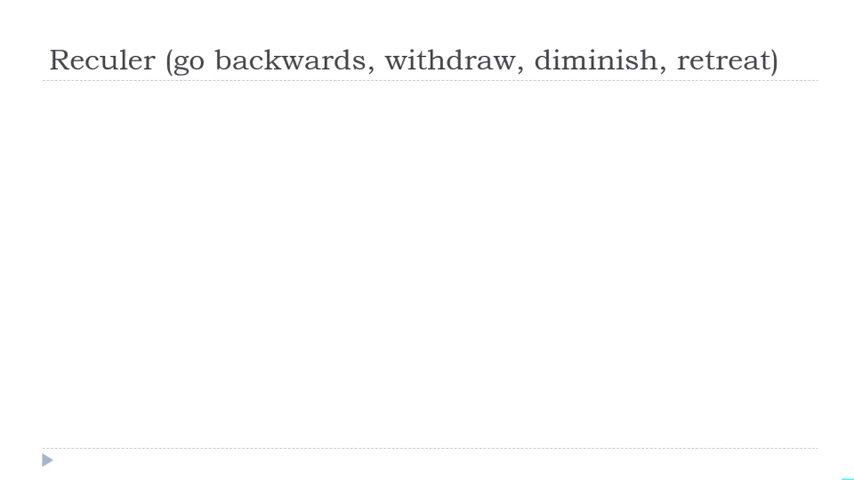 Reculer (go backwards, withdraw, diminish, retreat)